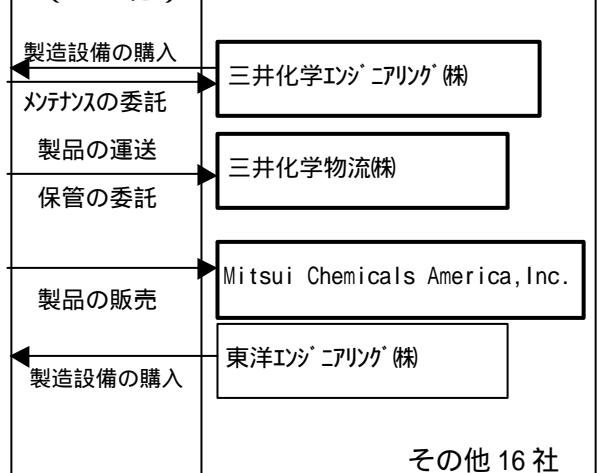 製造設備の購入
三井化学ｴﾝｼﾞﾆｱﾘﾝｸﾞ㈱
ﾒﾝﾃﾅﾝｽの委託
製品の運送
三井化学物流㈱
保管の委託
Mitsui Chemicals America,Inc.
製品の販売
東洋ｴﾝｼﾞﾆｱﾘﾝｸﾞ㈱
製造設備の購入
その他 16 社